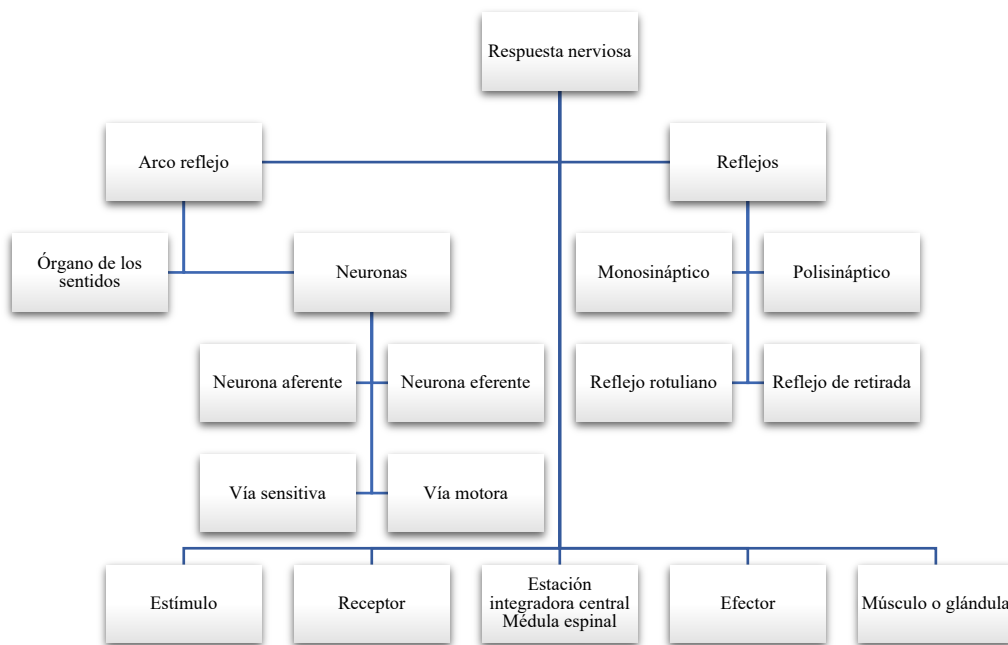 Respuesta nerviosa
Arco reflejo
Reflejos
Órgano de los
sentidos
Neuronas
Monosináptico
Polisináptico
Neurona aferente
Neurona eferente
Reflejo rotuliano
Reflejo de retirada
Vía sensitiva
Vía motora
Estímulo
Receptor
Estación
integradora central
Médula espinal
Efector
Músculo o glándula